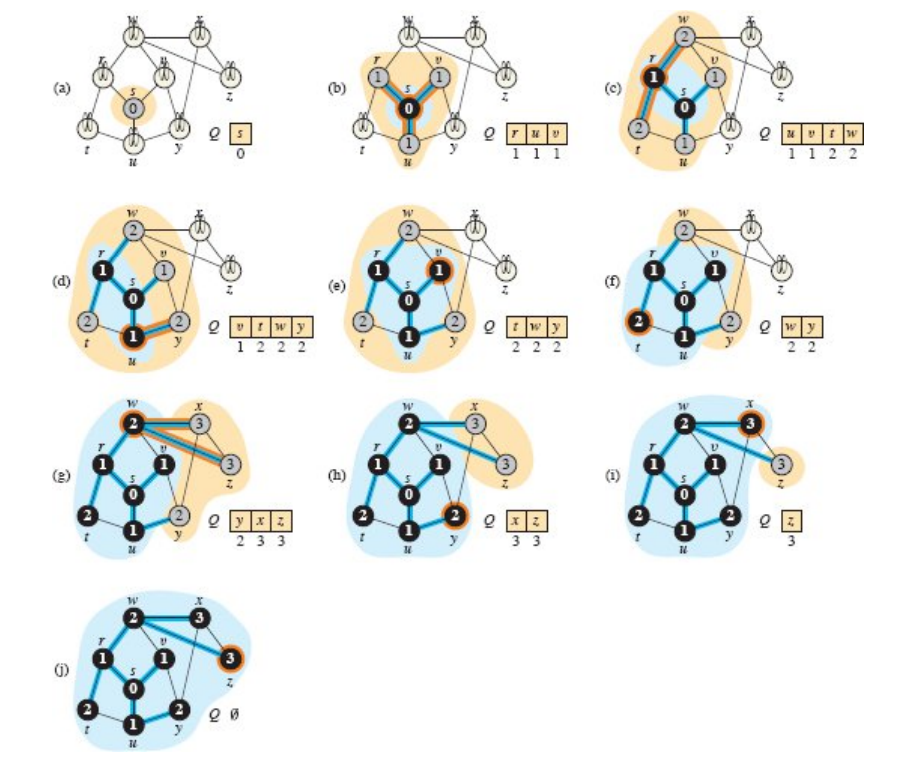 w x
r v
(a) s z
0
Q s
t y 0
u
w x
r v
1 1
(b) s z
0
Q r u v
t 1 y 1 1 1
u
w x
2
r v
1 1
(c) s z
0
2 1 Q u v t w
t y 1 1 2 2
u
w x
2
r v
1 1
(d) s z
0
2 2 Q v t w y
t 1 y 1 2 2 2
u
w x
2
r v
1 1
(e) s z
0
2 2 Q t w y
t 1 y 2 2 2
u
w x
2
r v
1 1
(f) s z
0
2 2 Q w y
t 1 y 2 2
u
w x
2 3
r v
1 1 3
(g) s z
0
2 2 Q y x z
t 1 y 2 3 3
u
w x
2 3
r v
1 1 3
(h) s z
0
2 2 Q x z
t 1 y 3 3
u
w x
2 3
r v
1 1 3
(i) s z
0
2 2 Q z
t 1 y 3
u
w x
2 3
r v
1 1 3
(j) s z
0
2 2 Q ∅
t 1 y
u